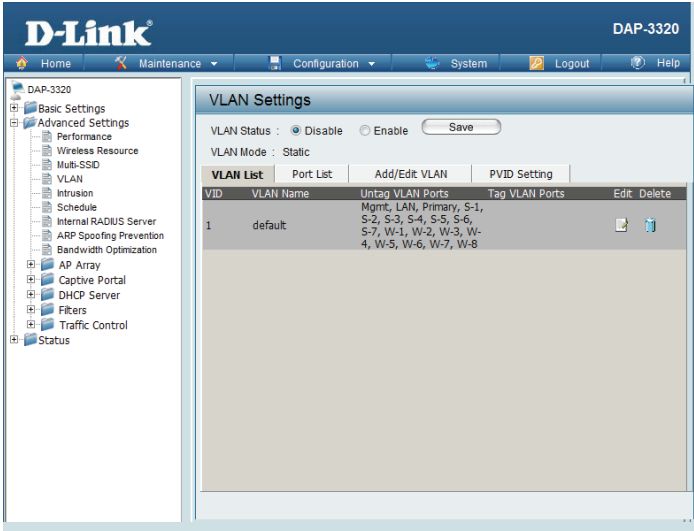 D-Link®
DAP-3320
Home
Maintenance
Configuration
System
Logout
Help
DAP-3320
Basic Settings
Advanced Settings
Performance
Wireless Resource
Multi-SSID
VLAN
Intrusion
Schedule
Internal RADIUS Server
ARP Spoofing Prevention
Bandwidth Optimization
AP Array
Captive Portal
DHCP Server
Filters
Traffic Control
Status
VLAN Settings
VLAN Status : Disable Enable Save
VLAN Mode : Static
VLAN List Port List Add/Edit VLAN PVID Setting
VID VLAN Name Untag VLAN Ports Tag VLAN Ports Edit Delete
1 default
Mgmt, LAN, Primary, S-1,
S-2, S-3, S-4, S-5, S-6,
S-7, W-1, W-2, W-3, W-
4, W-5, W-6, W-7, W-8